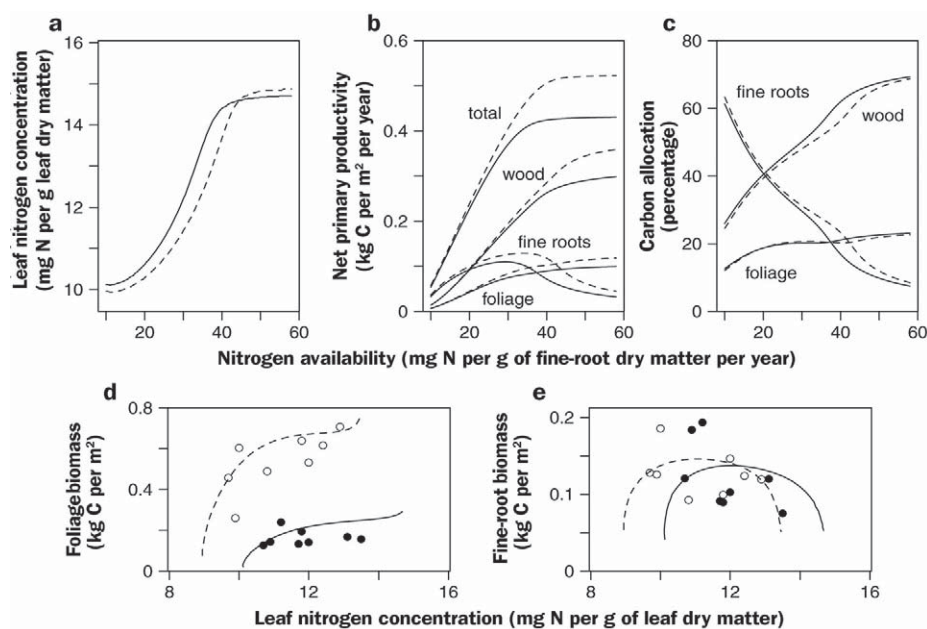 a
b
c
Leaf nitrogen concentration
(mg N per g leaf dry matter)
16
14
12
10
20
40
60
Net primary productivity
(kg C per m² per year)
0.6
0.4
0.2
0
total
wood
fine roots
foliage
20
40
60
Carbon allocation
(percentage)
80
60
40
20
0
fine roots
wood
foliage
20
40
60
Nitrogen availability (mg N per g of fine-root dry matter per year)
d
e
Foliagebiomass
(kg C per m²)
0.8
0.4
0
8
12
16
Fine-root biomass
(kg C per m²)
0.2
0.1
0
8
12
16
Leaf nitrogen concentration (mg N per g of leaf dry matter)